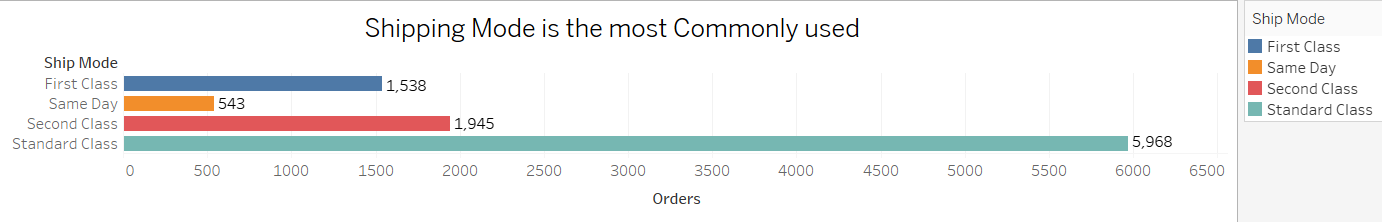 Shipping Mode is the most Commonly used
Ship Mode
First Class 1,538
Same Day 543
Second Class 1,945
Standard Class 5,968
0 500 1000 1500 2000 2500 3000 3500 4000 4500 5000 5500 6000 6500
Orders
Ship Mode
First Class
Same Day
Second Class
Standard Class